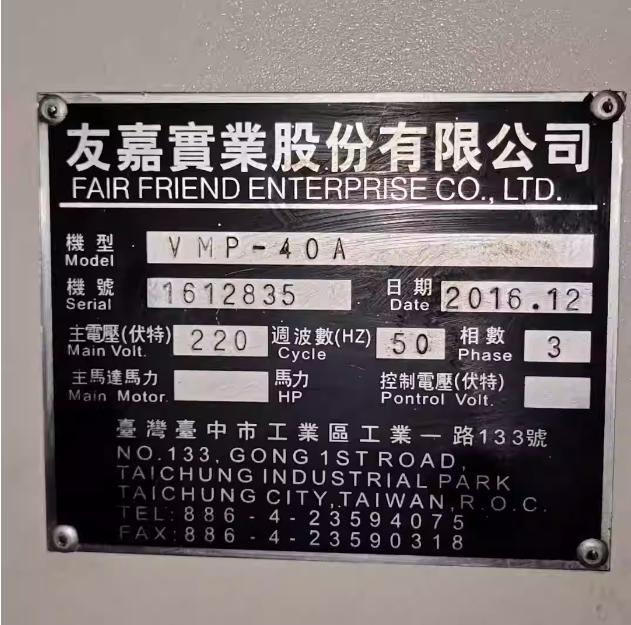 友嘉實業股份有限公司
FAIR FRIEND ENTERPRISE CO., LTD.
機型 Model VMP-40A
機號 Serial 1612835 日期 Date 2016.12
主電壓(伏特) Main Volt. 220 週波數(HZ) Cycle 50 相數 Phase 3
主馬達馬力 Main Motor. 馬力 HP 控制電壓(伏特) Pontrol Volt.
臺灣臺中市工業區工業一路133號
NO.133, GONG 1ST ROAD,
TAICHUNG INDUSTRIAL PARK
TAICHUNG CITY,TAIWAN,R.O.C.
TEL:886-4-23594075
FAX:886-4-23590318